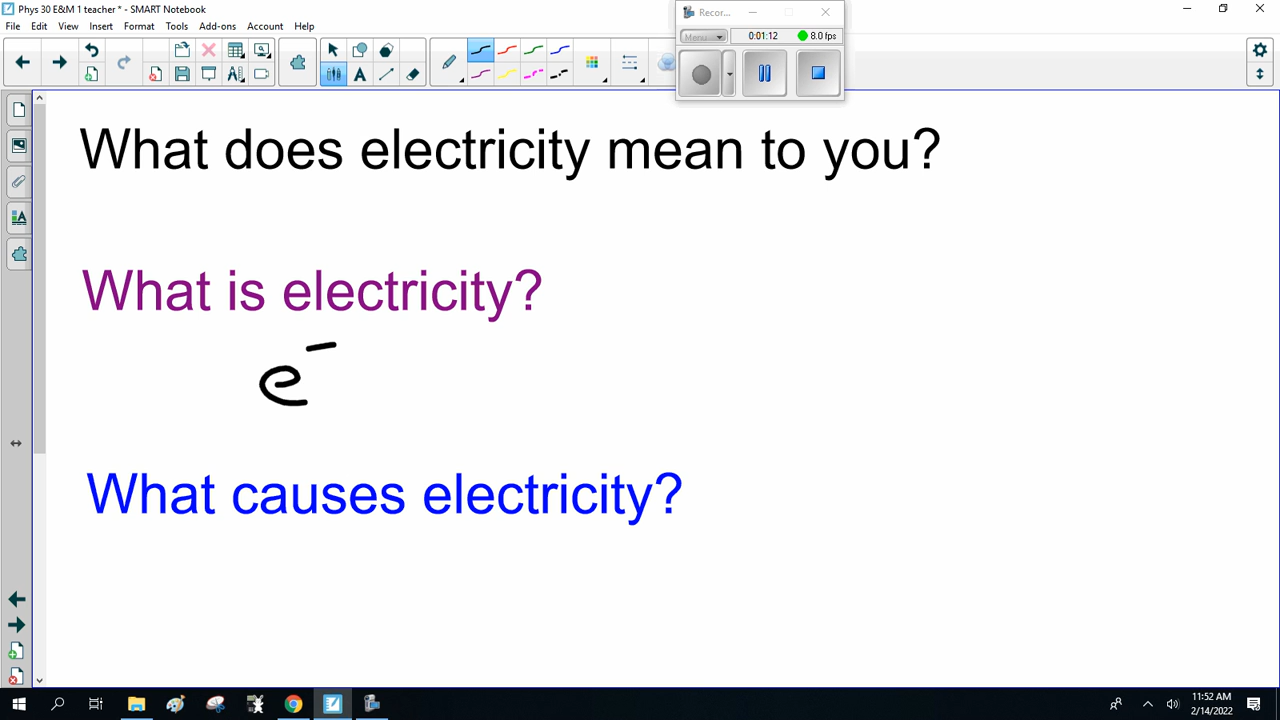 Phys 30 E&M 1 teacher * - SMART Notebook
File Edit View Insert Format Tools Add-ons Account Help
Recor...
Menu 0:01:12 8.0 fps
What does electricity mean to you?
What is electricity?
e⁻
What causes electricity?
11:52 AM
2/14/2022